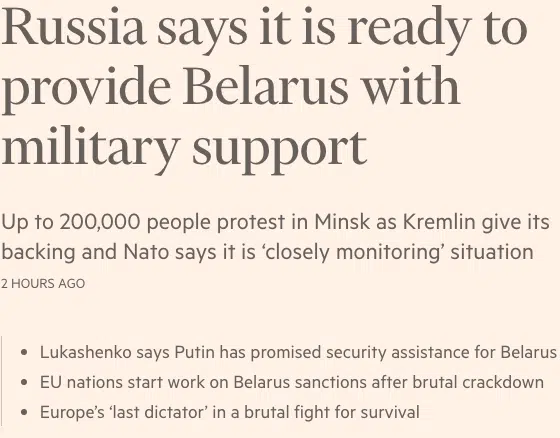 Russia says it is ready to
provide Belarus with
military support
Up to 200,000 people protest in Minsk as Kremlin give its
backing and Nato says it is ‘closely monitoring’ situation
2 HOURS AGO
• Lukashenko says Putin has promised security assistance for Belarus
• EU nations start work on Belarus sanctions after brutal crackdown
• Europe’s ‘last dictator’ in a brutal fight for survival